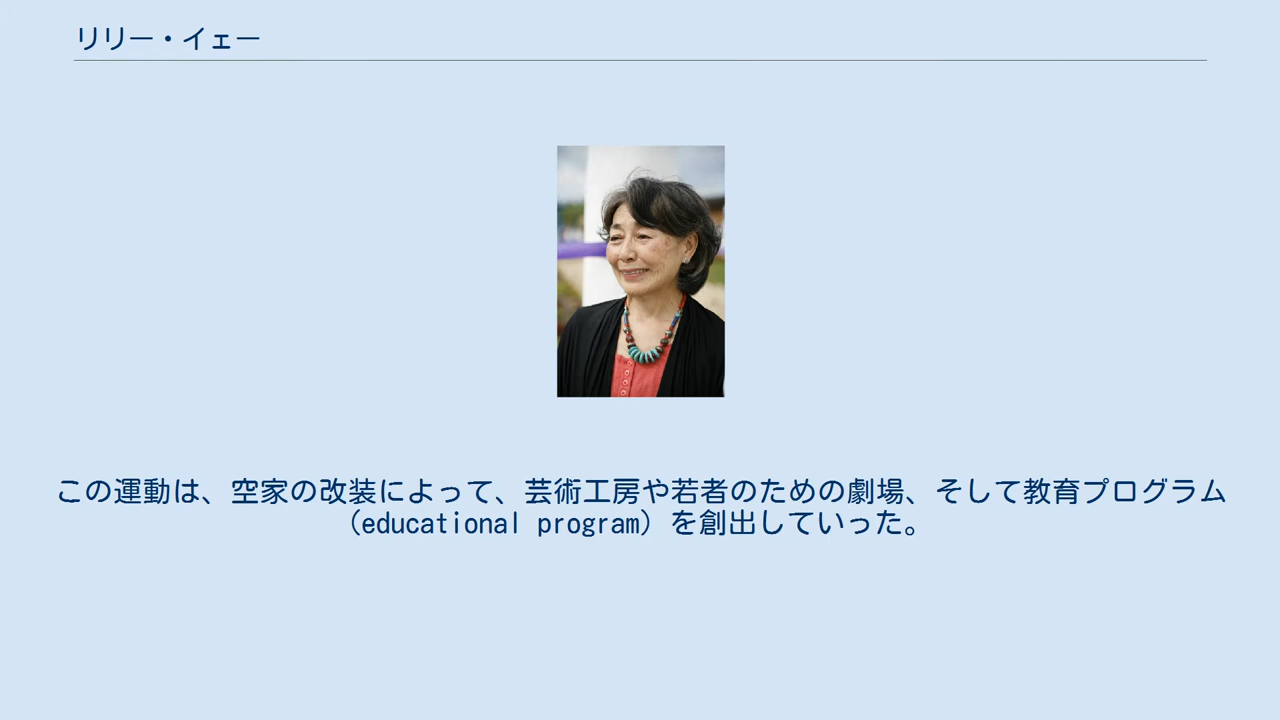 リリー・イェー
この運動は、空家の改装によって、芸術工房や若者のための劇場、そして教育プログラム
（educational program）を創出していった。